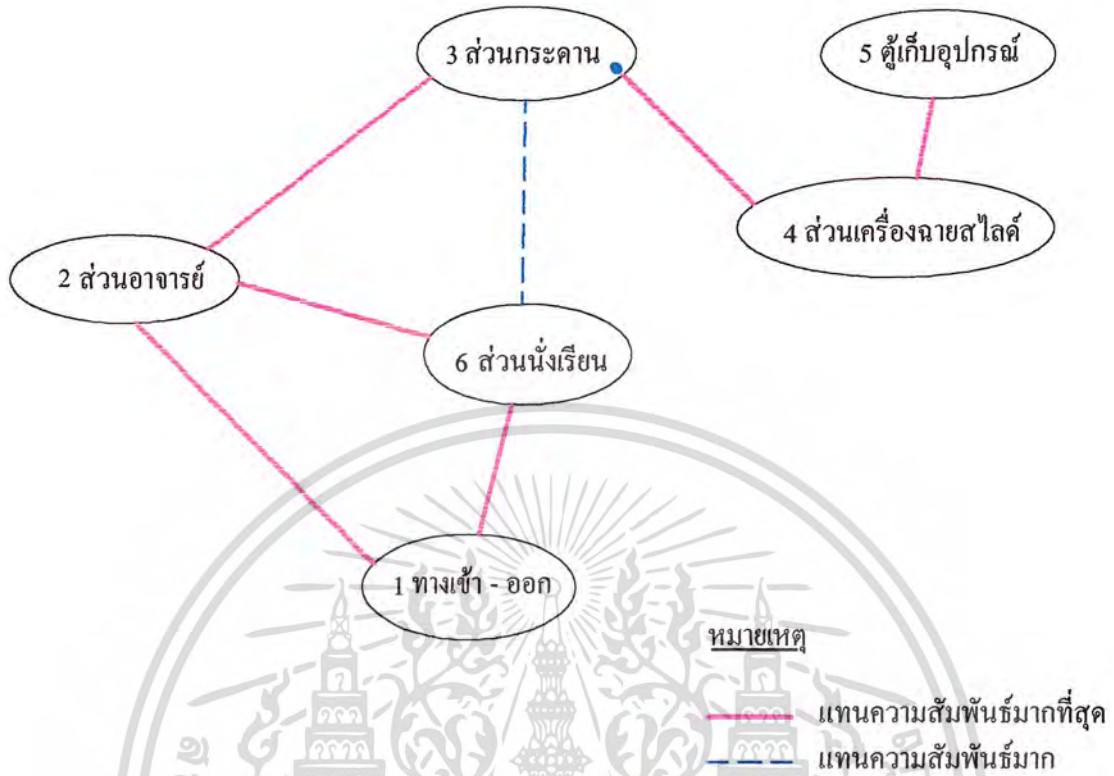 3 ส่วนกระดาน
5 ตู้เก็บอุปกรณ์
4 ส่วนเครื่องฉายสไลด์
2 ส่วนอาจารย์
6 ส่วนนั่งเรียน
1 ทางเข้า - ออก
หมายเหตุ
แทนความสัมพันธ์มากที่สุด
แทนความสัมพันธ์มาก